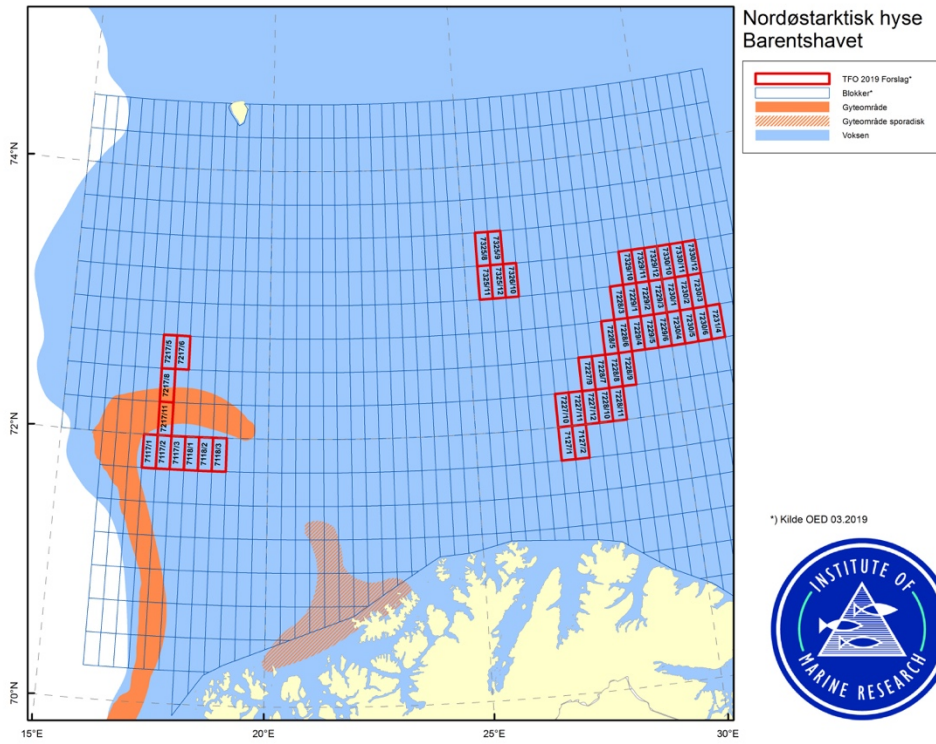 Nordøstarktisk hyse
Barentshavet
TFO 2019 Forslag*
Blokker*
Gyteområde
Gyteområde sporadisk
Voksen
74°N
72°N
70°N
15°E
20°E
25°E
30°E
7325/8
7325/9
7325/11
7325/12
7326/10
7329/10
7329/11
7329/12
7330/10
7330/11
7330/12
7228/3
7229/1
7229/2
7229/3
7230/1
7230/2
7230/3
7228/5
7228/6
7229/4
7229/5
7229/6
7230/4
7230/5
7230/6
7231/4
7227/9
7228/7
7228/8
7228/9
7227/10
7227/11
7227/12
7228/10
7228/11
7127/1
7127/2
7217/5
7217/6
7217/8
7217/11
7117/1
7117/2
7117/3
7118/1
7118/2
7118/3
*) Kilde OED 03.2019
INSTITUTE OF
MARINE RESEARCH